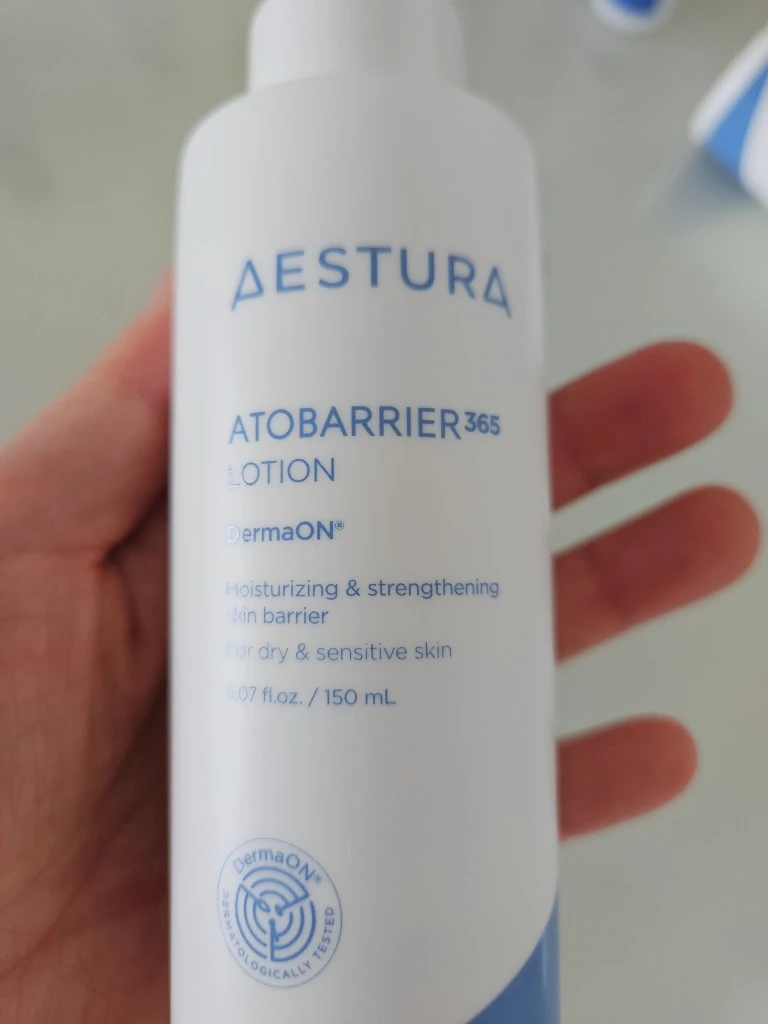 AESTURA
ATOBARRIER365
LOTION
DermaON®
Moisturizing & strengthening
skin barrier
For dry & sensitive skin
5.07 fl.oz. / 150 mL
DermaON®
DERMATOLOGICALLY TESTED